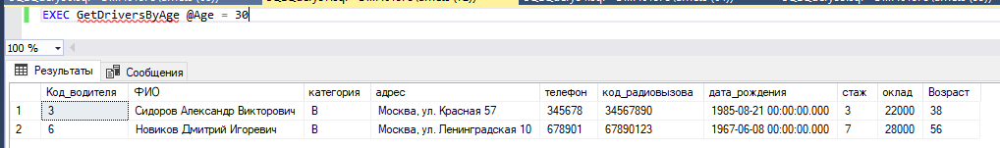 EXEC GetDriversByAge @Age = 30
100 %
Результаты Сообщения
Код_водителя ФИО категория адрес телефон код_радиовызова дата_рождения стаж оклад Возраст
1 3 Сидоров Александр Викторович B Москва, ул. Красная 57 345678 34567890 1985-08-21 00:00:00.000 3 22000 38
2 6 Новиков Дмитрий Игоревич B Москва, ул. Ленинградская 10 678901 67890123 1967-06-08 00:00:00.000 7 28000 56